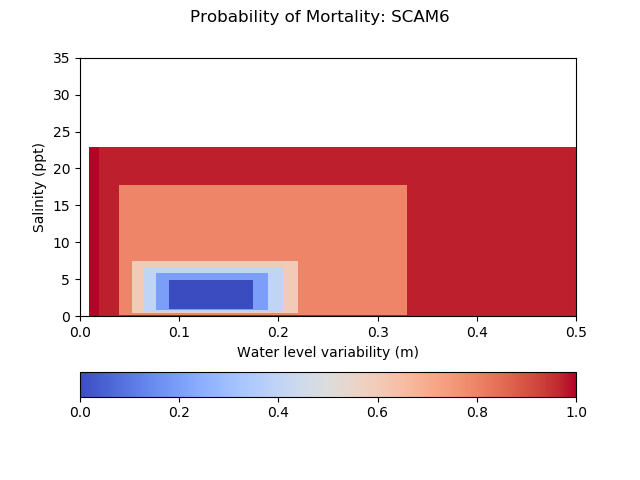 Probability of Mortality: SCAM6
35
30
25
20
15
10
5
0
Salinity (ppt)
0.0 0.1 0.2 0.3 0.4 0.5
Water level variability (m)
0.0 0.2 0.4 0.6 0.8 1.0